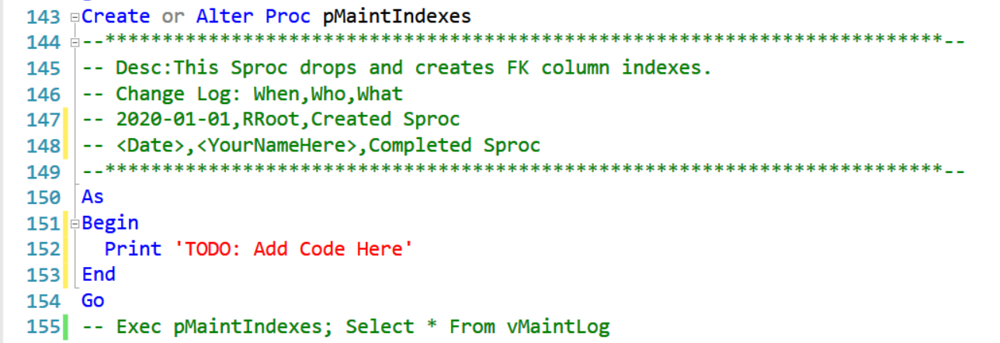 143 Create or Alter Proc pMaintIndexes
144 --*************************************************************************--
145 -- Desc:This Sproc drops and creates FK column indexes.
146 -- Change Log: When,Who,What
147 -- 2020-01-01,RRoot,Created Sproc
148 -- <Date>,<YourNameHere>,Completed Sproc
149 --*************************************************************************--
150 As
151 Begin
152 Print 'TODO: Add Code Here'
153 End
154 Go
155 -- Exec pMaintIndexes; Select * From vMaintLog